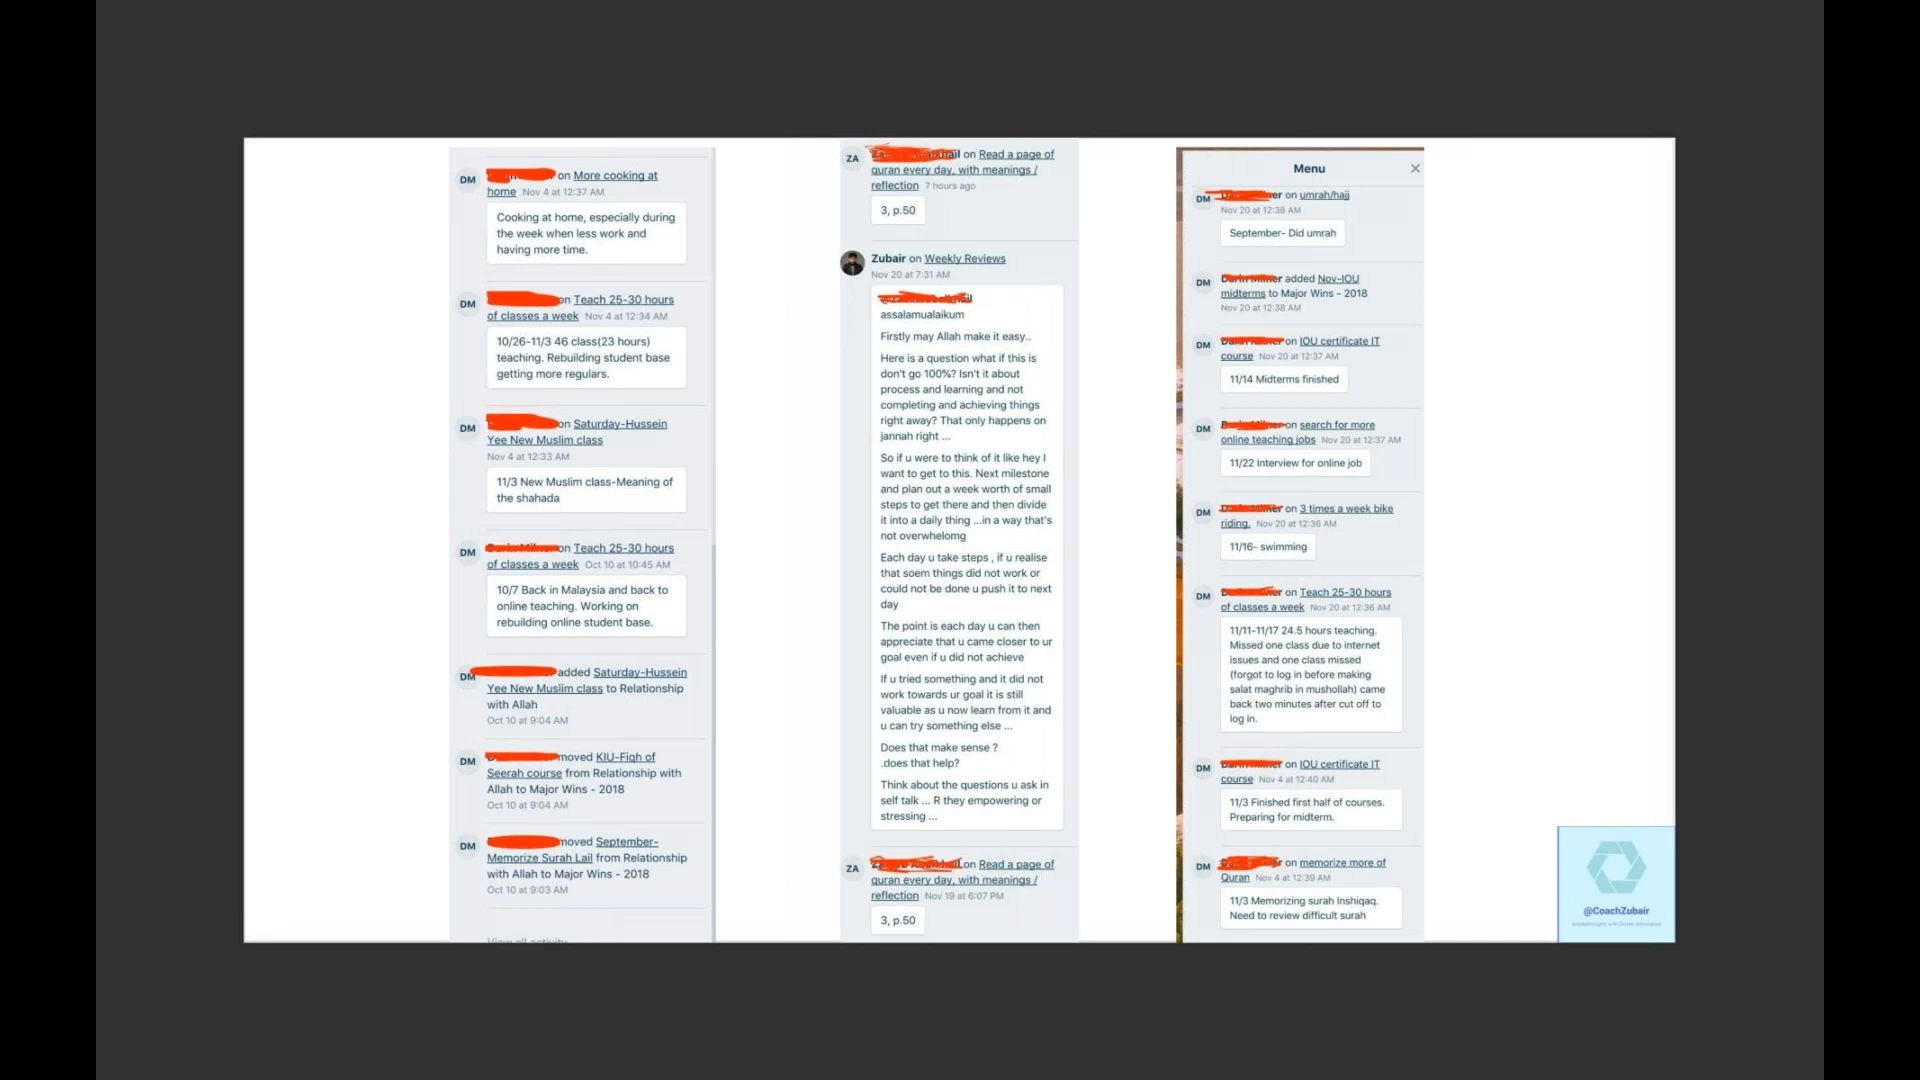 DM
on More cooking at
home Nov 4 at 12:37 AM
Cooking at home, especially during
the week when less work and
having more time.
DM
on Teach 25-30 hours
of classes a week Nov 4 at 12:34 AM
10/26-11/3 46 class(23 hours)
teaching. Rebuilding student base
getting more regulars.
DM
on Saturday-Hussein
Yee New Muslim class
Nov 4 at 12:33 AM
11/3 New Muslim class-Meaning of
the shahada
DM
on Teach 25-30 hours
of classes a week Oct 10 at 10:45 AM
10/7 Back in Malaysia and back to
online teaching. Working on
rebuilding online student base.
DM
added Saturday-Hussein
Yee New Muslim class to Relationship
with Allah
Oct 10 at 9:04 AM
DM
moved KIU-Fiqh of
Seerah course from Relationship with
Allah to Major Wins - 2018
Oct 10 at 9:04 AM
DM
moved September-
Memorize Surah Lail from Relationship
with Allah to Major Wins - 2018
Oct 10 at 9:03 AM
View all activity
ZA
on Read a page of
quran every day, with meanings /
reflection 7 hours ago
3, p.50
Zubair on Weekly Reviews
Nov 20 at 7:31 AM
assalamualaikum
Firstly may Allah make it easy..
Here is a question what if this is
don't go 100%? Isn't it about
process and learning and not
completing and achieving things
right away? That only happens on
jannah right ...
So if u were to think of it like hey I
want to get to this. Next milestone
and plan out a week worth of small
steps to get there and then divide
it into a daily thing ...in a way that's
not overwhelomg
Each day u take steps , if u realise
that soem things did not work or
could not be done u push it to next
day
The point is each day u can then
appreciate that u came closer to ur
goal even if u did not achieve
If u tried something and it did not
work towards ur goal it is still
valuable as u now learn from it and
u can try something else ...
Does that make sense ?
.does that help?
Think about the questions u ask in
self talk ... R they empowering or
stressing ...
ZA
on Read a page of
quran every day, with meanings /
reflection Nov 19 at 6:07 PM
3, p.50
Menu
DM
on umrah/hajj
Nov 20 at 12:38 AM
September- Did umrah
DM
added Nov-IOU
midterms to Major Wins - 2018
Nov 20 at 12:38 AM
DM
on IOU certificate IT
course Nov 20 at 12:37 AM
11/14 Midterms finished
DM
on search for more
online teaching jobs Nov 20 at 12:37 AM
11/22 Interview for online job
DM
on 3 times a week bike
riding. Nov 20 at 12:36 AM
11/16- swimming
DM
on Teach 25-30 hours
of classes a week Nov 20 at 12:36 AM
11/11-11/17 24.5 hours teaching.
Missed one class due to internet
issues and one class missed
(forgot to log in before making
salat maghrib in mushollah) came
back two minutes after cut off to
log in.
DM
on IOU certificate IT
course Nov 4 at 12:40 AM
11/3 Finished first half of courses.
Preparing for midterm.
DM
on memorize more of
Quran Nov 4 at 12:39 AM
11/3 Memorizing surah Inshiqaq.
Need to review difficult surah
@CoachZubair